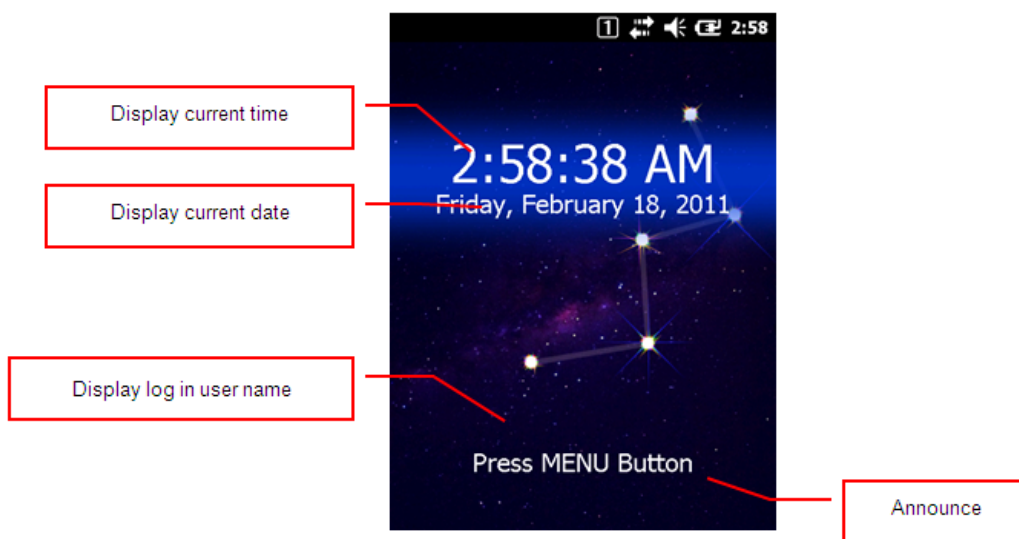 1 2:58
Display current time
2:58:38 AM
Display current date
Friday, February 18, 2011
Display log in user name
Press MENU Button
Announce